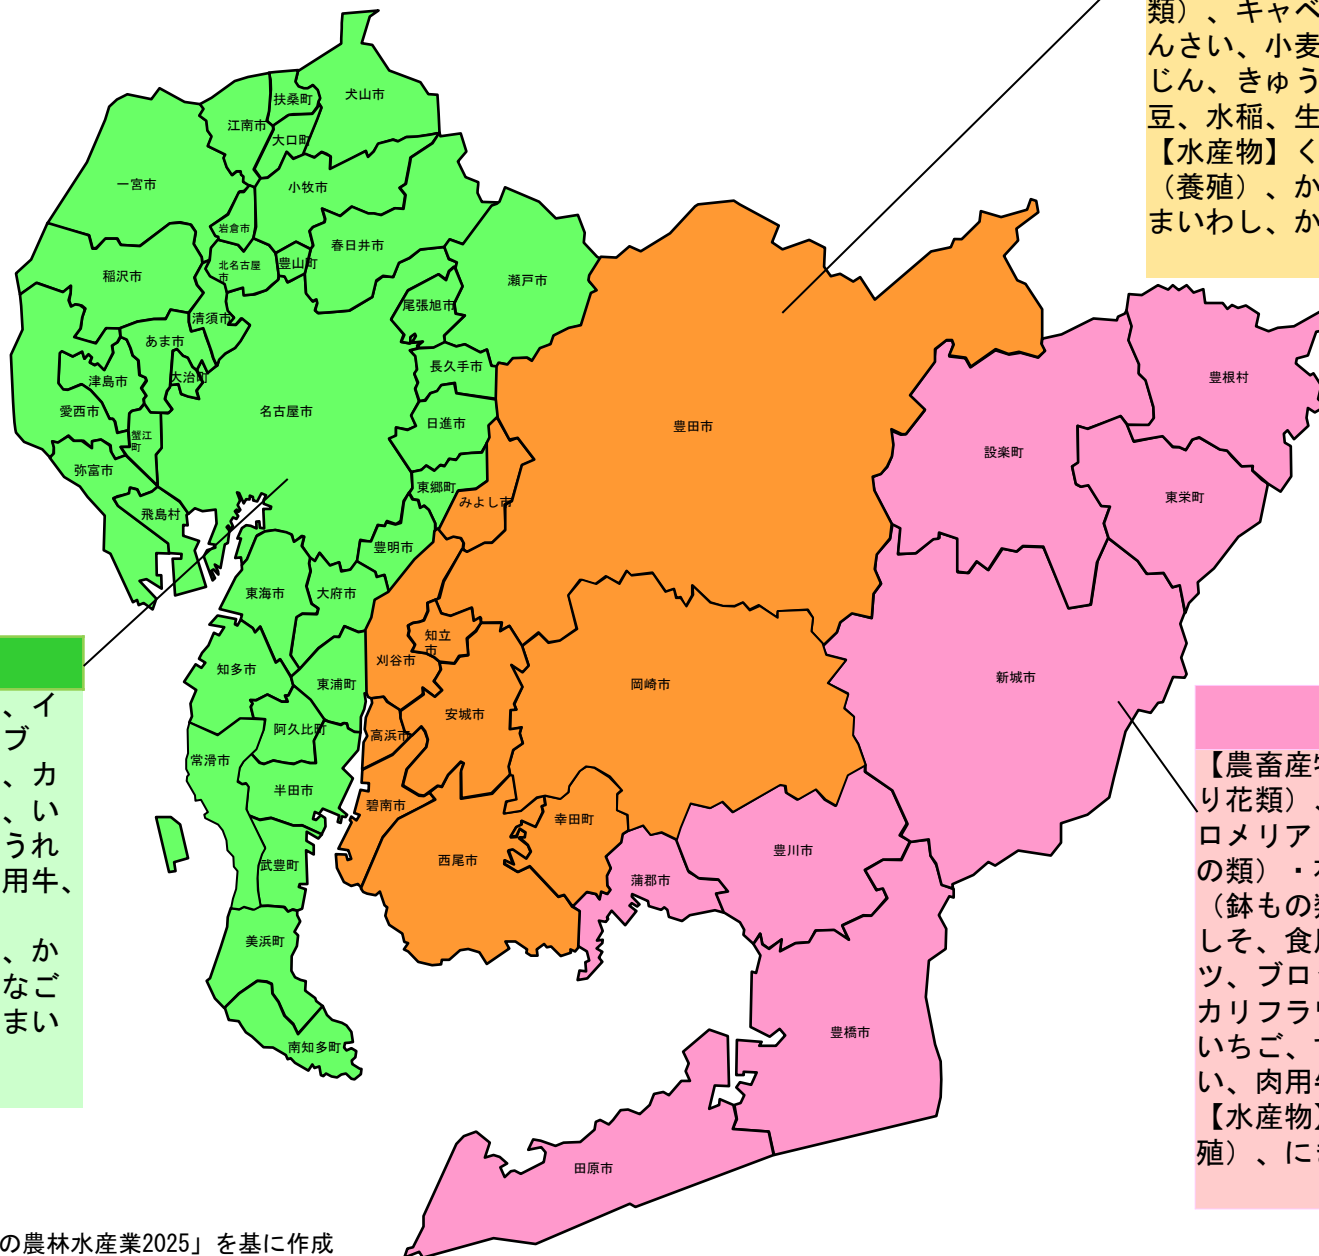 類）、キャベ
んさい、小麦
じん、きゅう
豆、水稲、生
【水産物】く
（養殖）、か
まいわし、か
犬山市
扶桑町
江南市
大口町
一宮市
小牧市
岩倉市
春日井市
北名古屋
市
豊山町
稲沢市
瀬戸市
尾張旭市
清須市
あま市
長久手市
大治町
津島市
豊根村
愛西市
名古屋市
日進市
豊田市
蟹江
町
設楽町
弥富市
東郷町
東栄町
みよし市
飛島村
豊明市
東海市
大府市
知立
市
刈谷市
知多市
東浦町
岡崎市
新城市
安城市
阿久比町
高浜市
常滑市
半田市
碧南市
幸田町
豊川市
西尾市
武豊町
蒲郡市
美浜町
豊橋市
南知多町
田原市
、イ
ブ
、カ
、い
うれ
用牛、
、か
なご
まい
【農畜産物
り花類）、
ロメリア
の類）・
（鉢もの類
しそ、食
ツ、ブロ
カリフラ
いちご、
い、肉用
【水産物】
殖）、に
の農林水産業2025」を基に作成